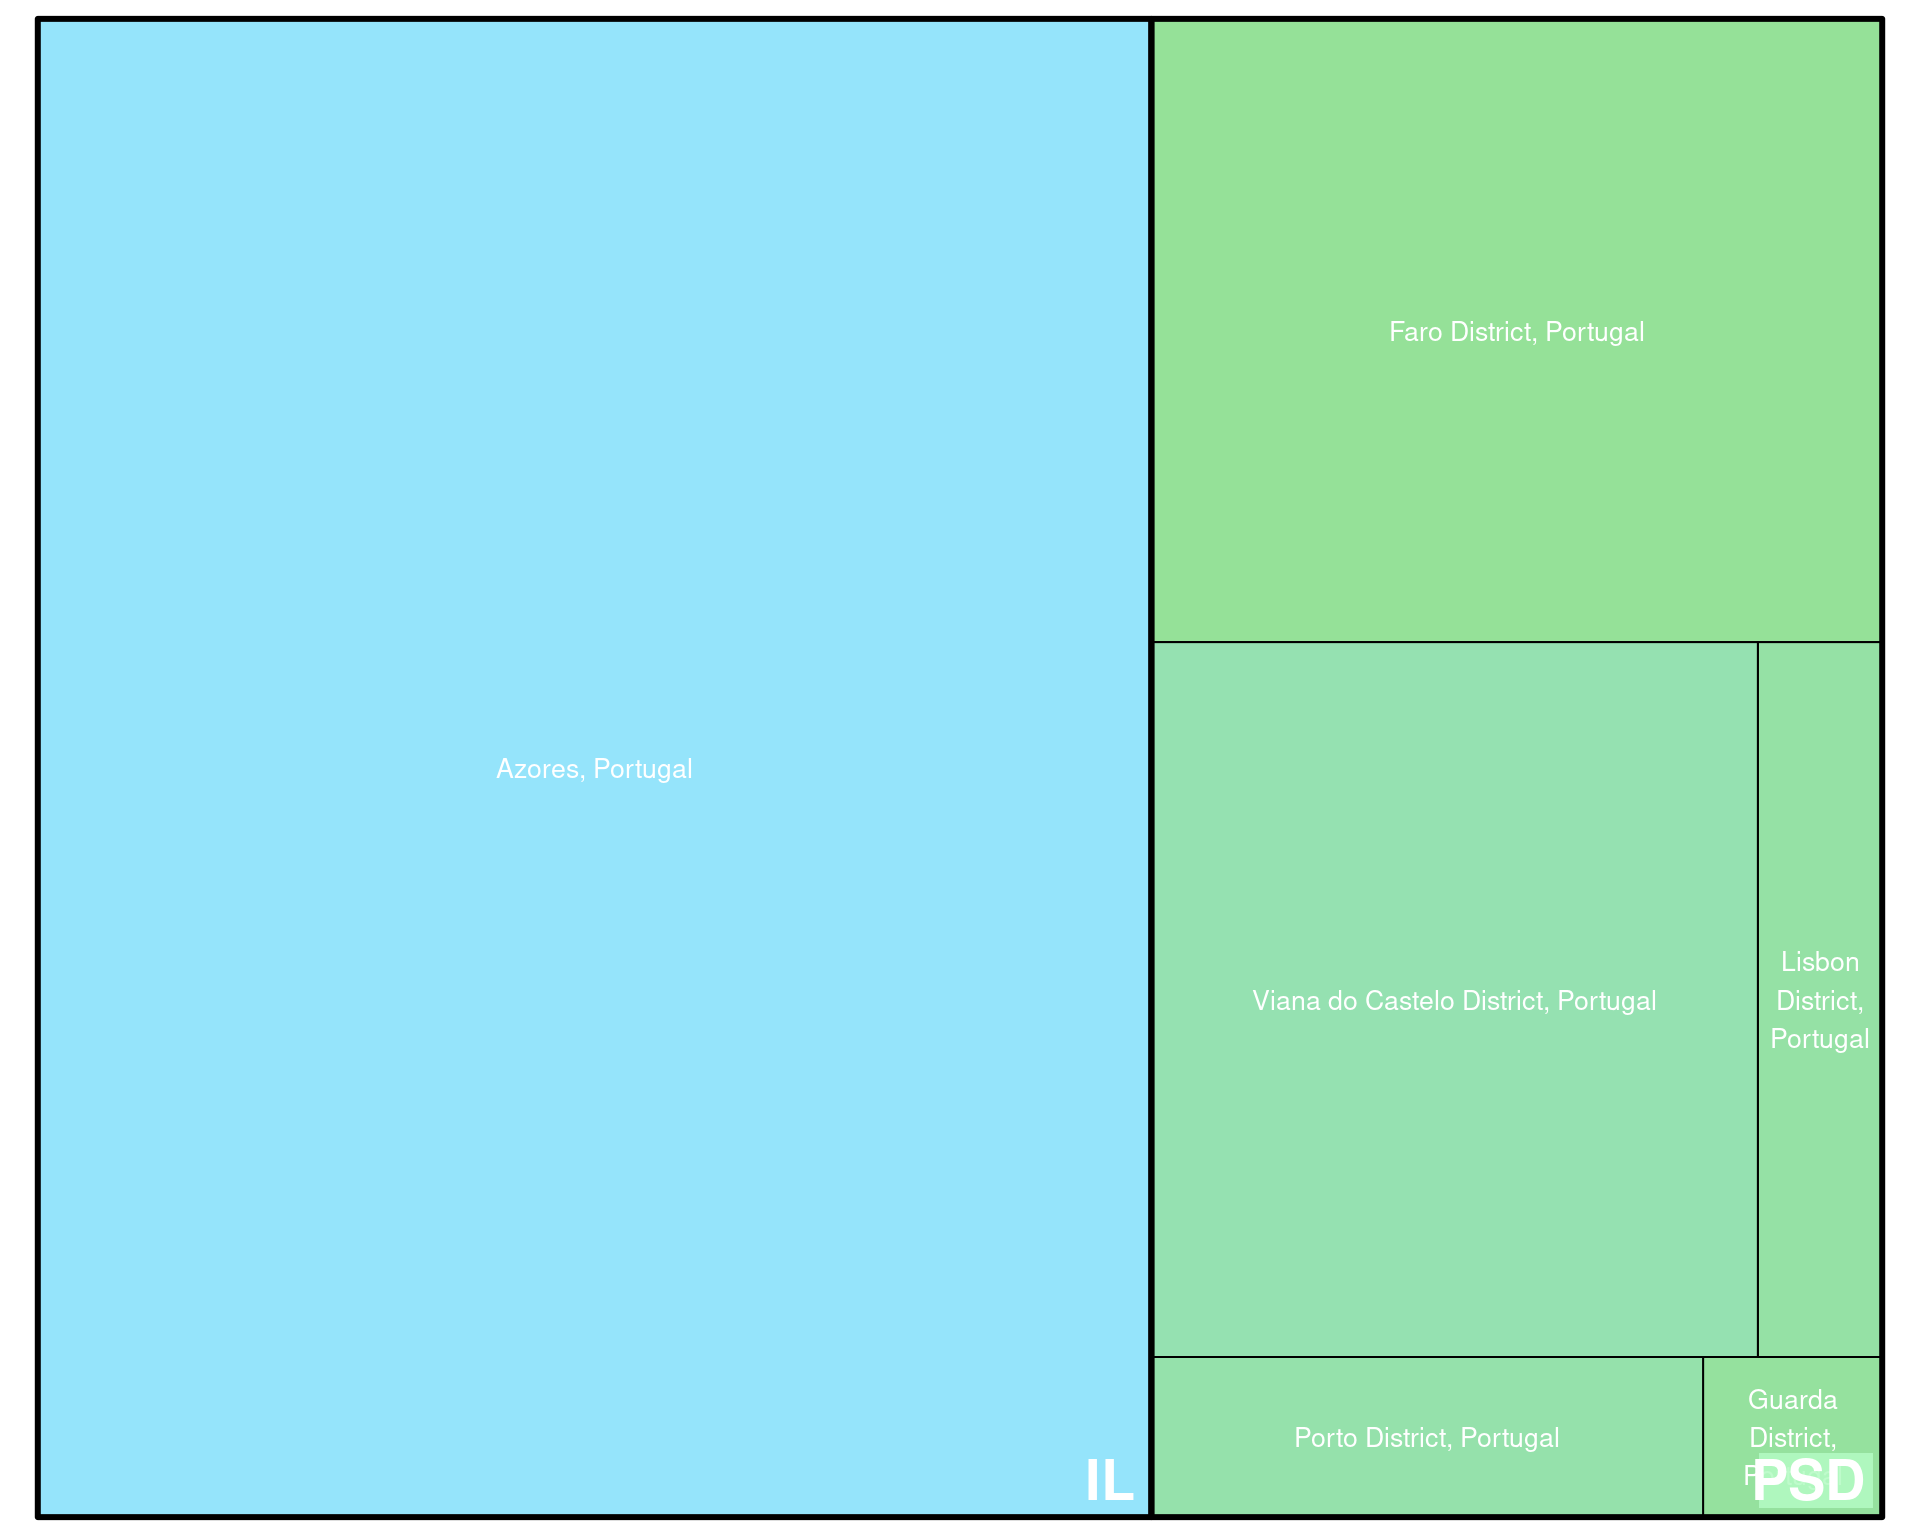 Faro District, Portugal
Azores, Portugal
Lisbon
District,
Portugal
Viana do Castelo District, Portugal
Guarda
District,
Porto District, Portugal
IL
PSD